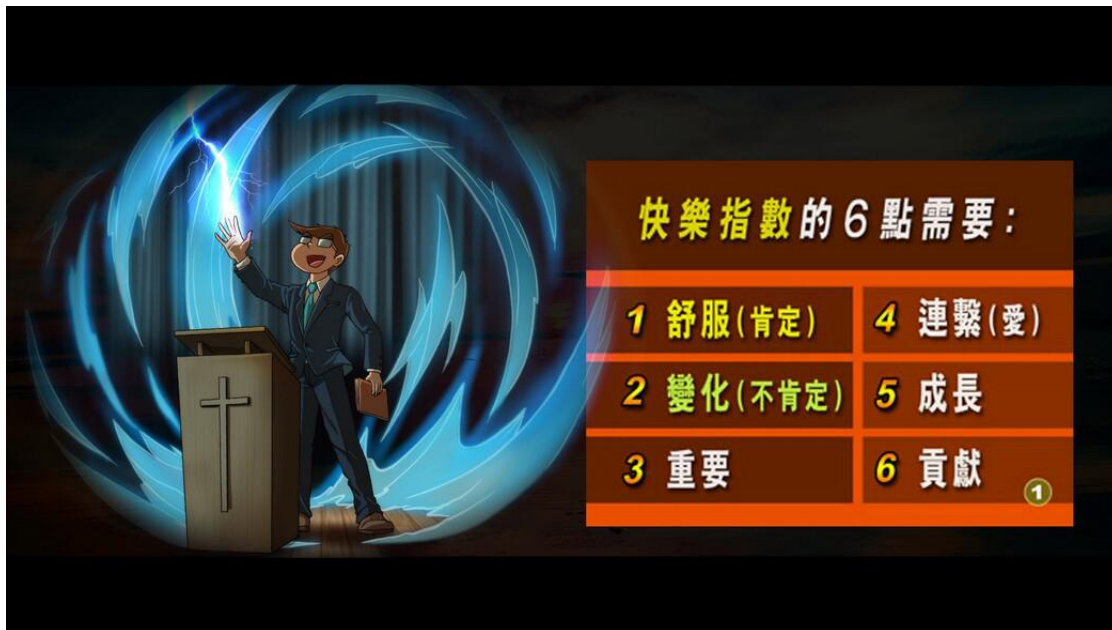 快樂指數的6點需要:
1 舒服(肯定)
2 變化(不肯定)
3 重要
4 連繫(愛)
5 成長
6 貢獻
1